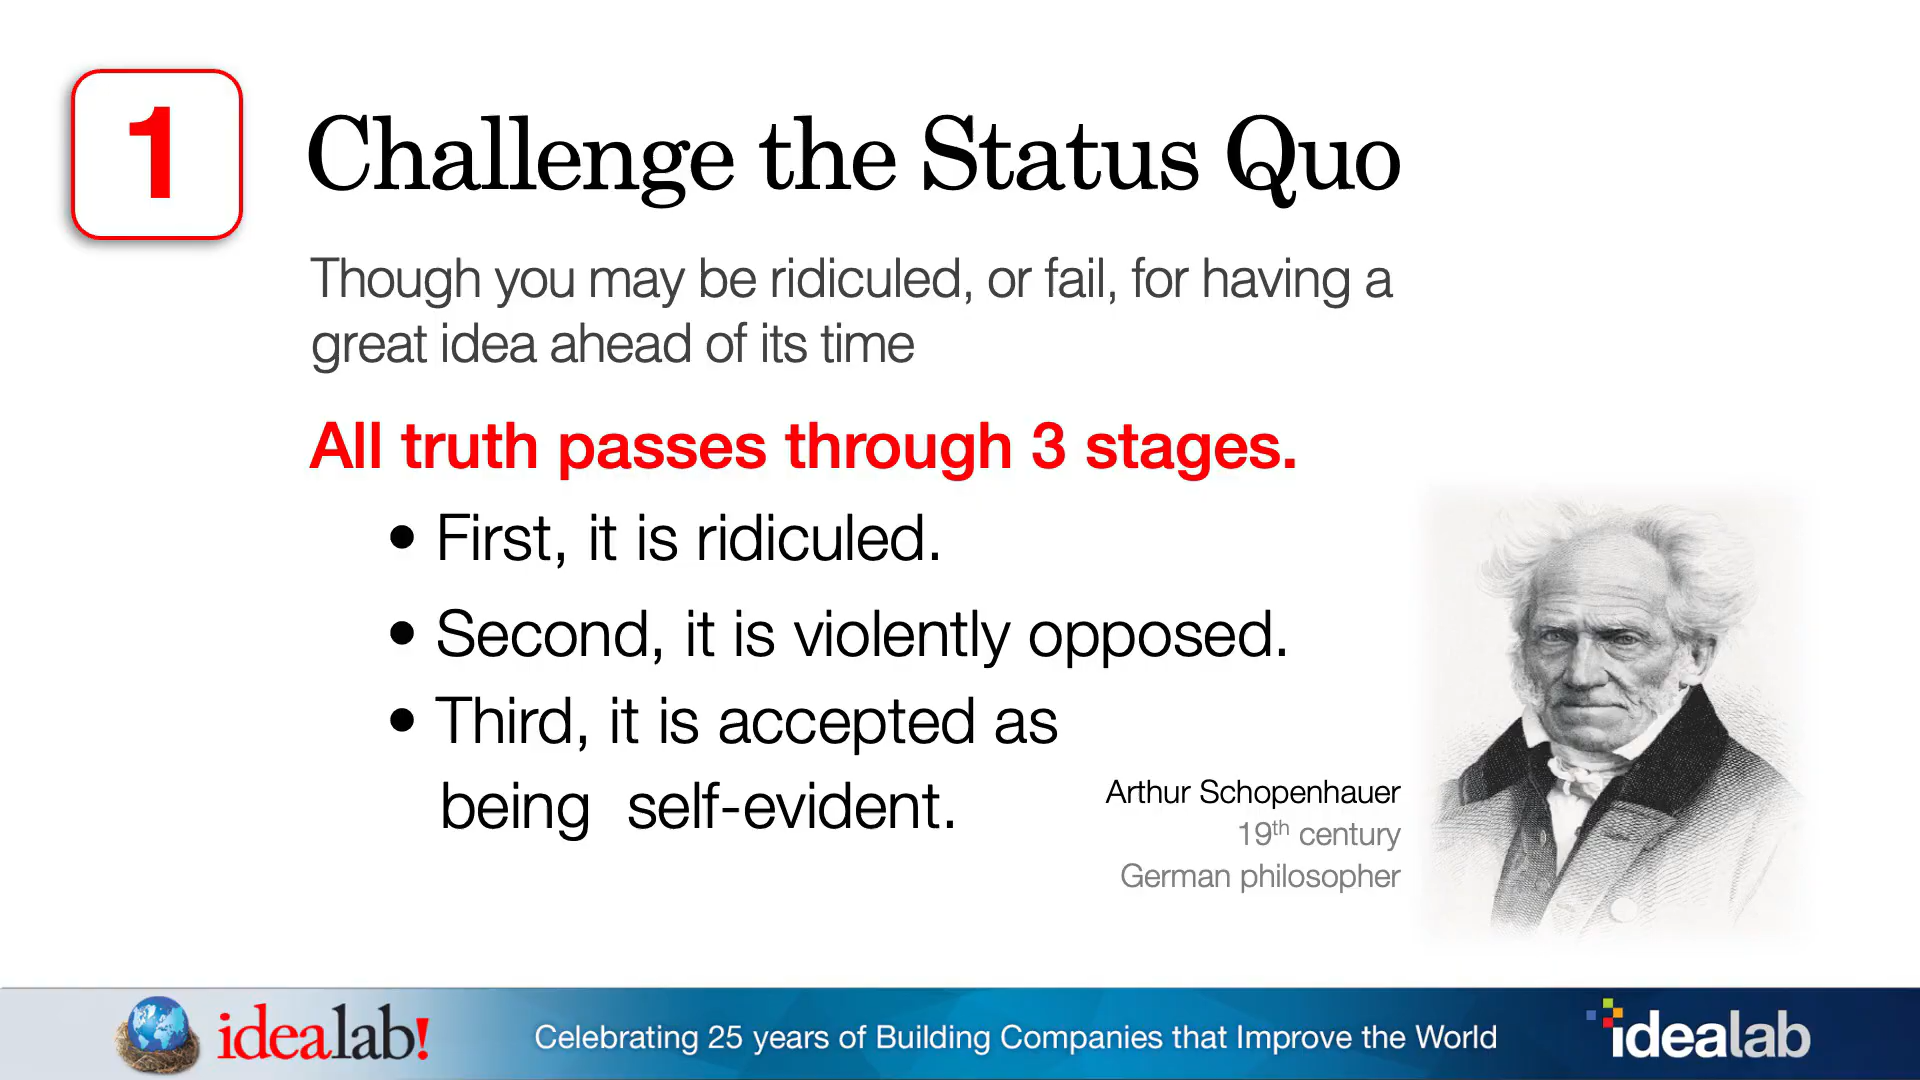 1
Challenge the Status Quo
Though you may be ridiculed, or fail, for having a
great idea ahead of its time
All truth passes through 3 stages.
• First, it is ridiculed.
• Second, it is violently opposed.
• Third, it is accepted as
being self-evident.
Arthur Schopenhauer
19th century
German philosopher
idealab!
Celebrating 25 years of Building Companies that Improve the World
idealab